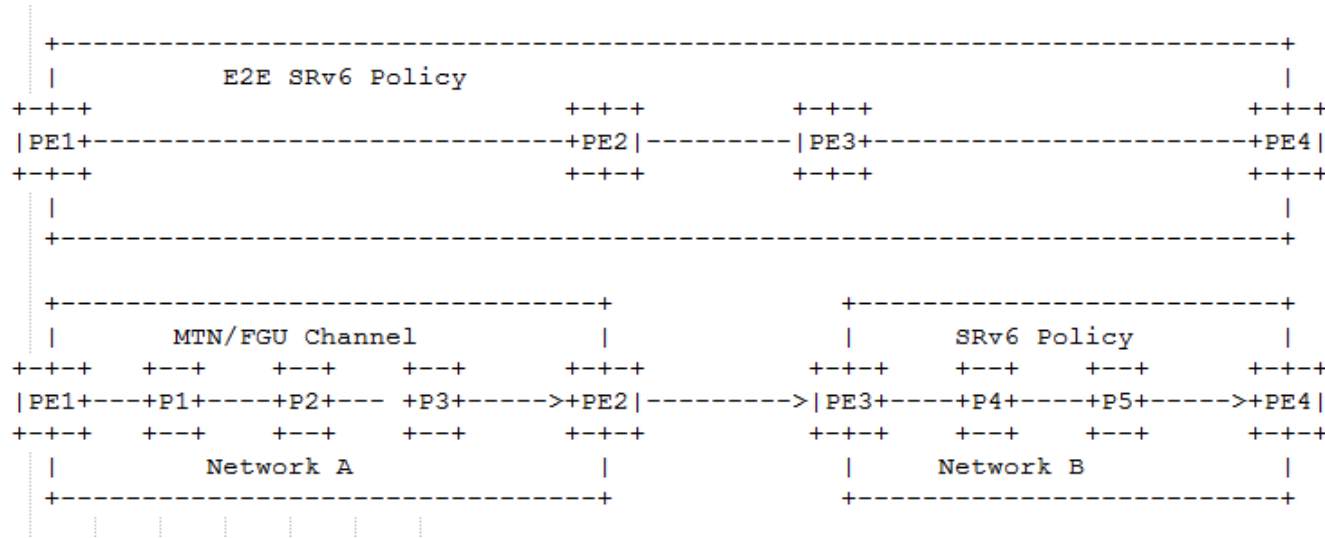 +---------------------------------------------------------------------------+
| E2E SRv6 Policy |
+-+-+ +-+-+ +-+-+ +-+-+
|PE1+-----------------------------+PE2|---------|PE3+-----------------------+PE4|
+-+-+ +-+-+ +-+-+ +-+-+
| |
+---------------------------------------------------------------------------+
+---------------------------------+ +--------------------------+
| MTN/FGU Channel | | SRv6 Policy |
+-+-+ +--+ +--+ +--+ +-+-+ +-+-+ +--+ +--+ +-+-+
|PE1+---+P1+----+P2+--- +P3+----->+PE2|--------->|PE3+----+P4+----+P5+----->+PE4|
+-+-+ +--+ +--+ +--+ +-+-+ +-+-+ +--+ +--+ +-+-+
| Network A | | Network B |
+---------------------------------+ +--------------------------+